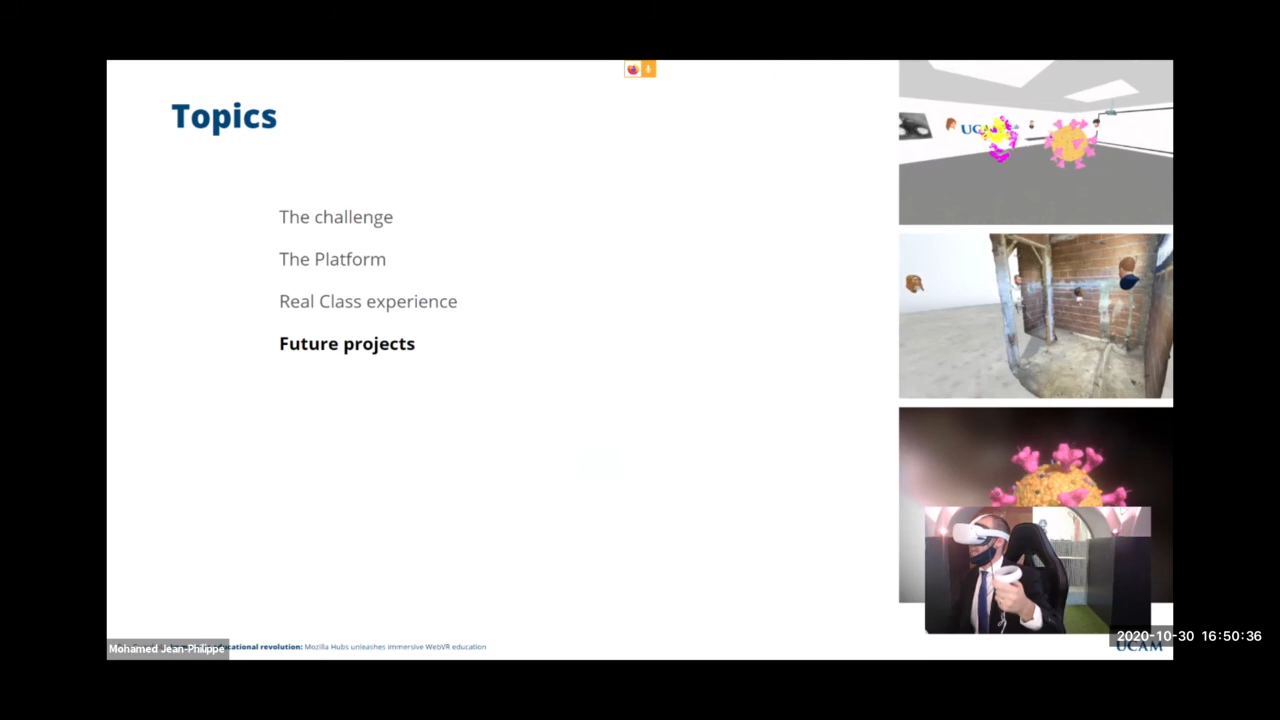 Topics
UC
The challenge
The Platform
Real Class experience
Future projects
2020-10-30 16:50:36
Mohamed Jean-Philippe
cational revolution: Mozilla Hubs unleashes immersive WebVR education
UCAM